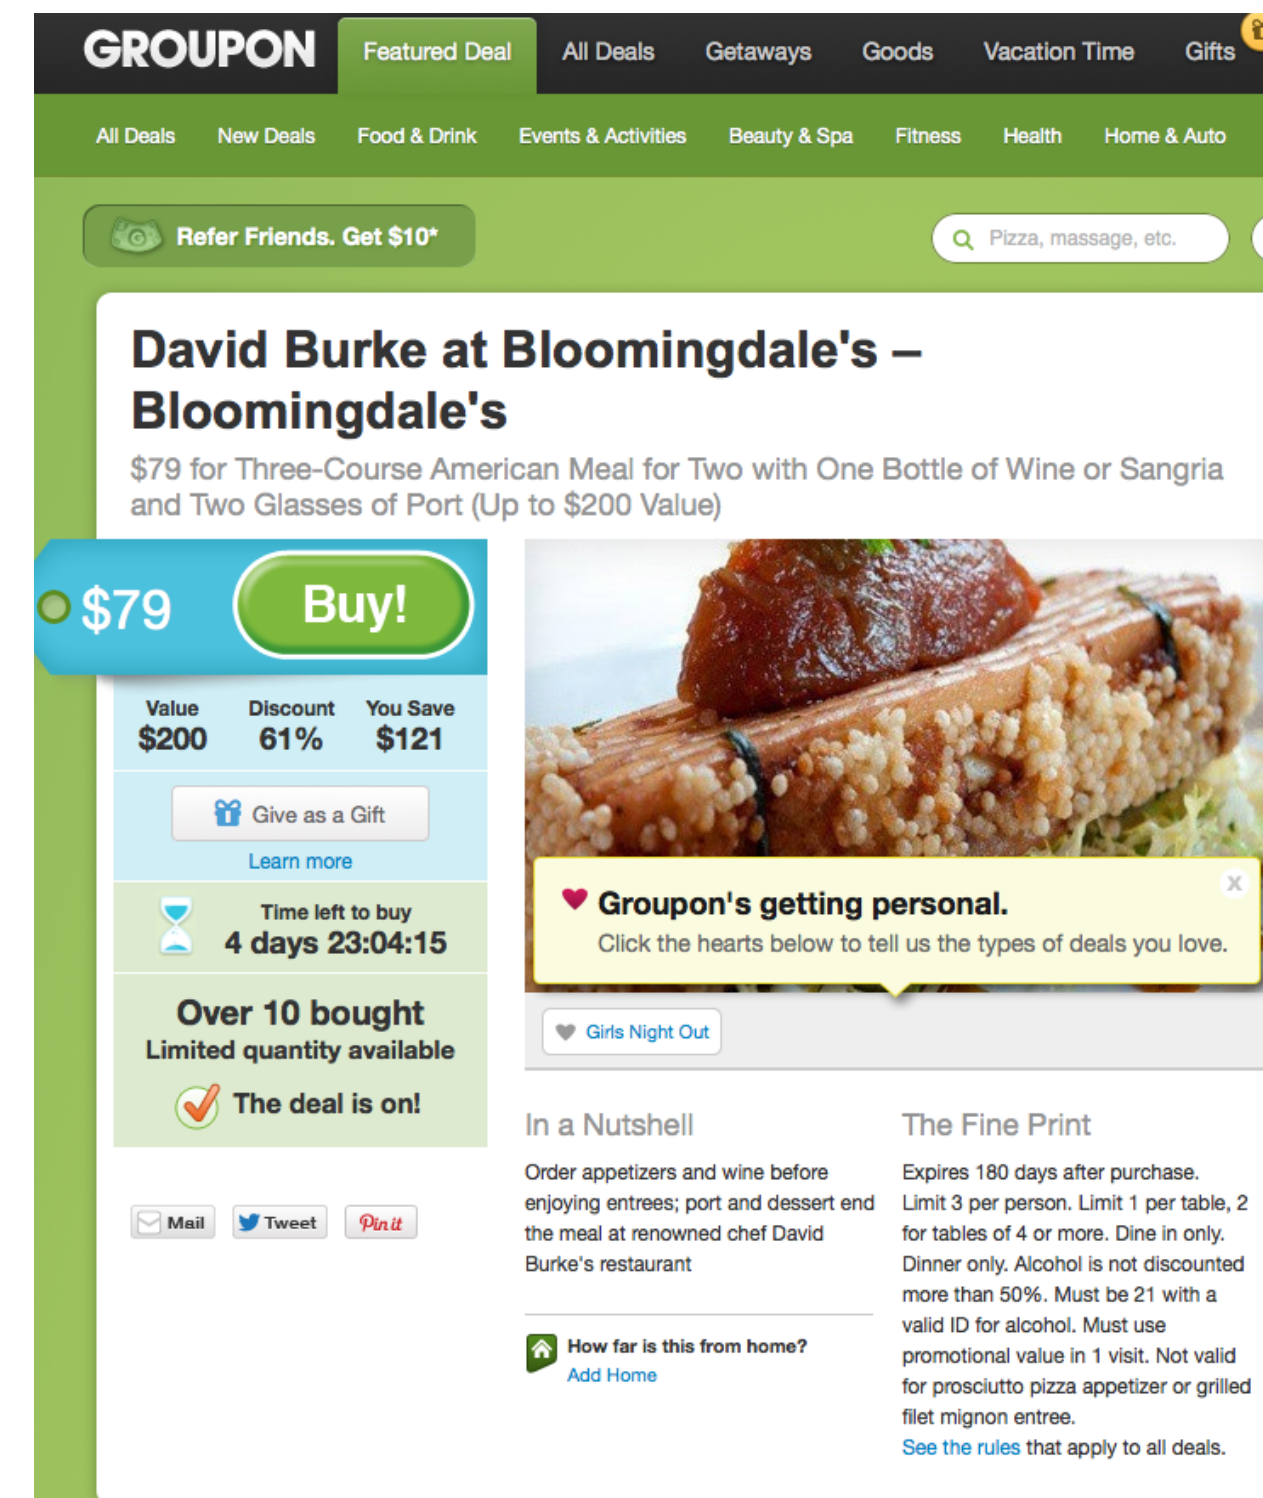 GROUPON
Featured Deal
All Deals
Getaways
Goods
Vacation Time
Gifts
All Deals
New Deals
Food & Drink
Events & Activities
Beauty & Spa
Fitness
Health
Home & Auto
Refer Friends. Get $10*
Pizza, massage, etc.
David Burke at Bloomingdale's –
Bloomingdale's
$79 for Three-Course American Meal for Two with One Bottle of Wine or Sangria
and Two Glasses of Port (Up to $200 Value)
$79
Buy!
Value
Discount
You Save
$200
61%
$121
Give as a Gift
Learn more
Time left to buy
4 days 23:04:15
Over 10 bought
Limited quantity available
The deal is on!
Mail
Tweet
Pin it
Groupon's getting personal.
x
Click the hearts below to tell us the types of deals you love.
Girls Night Out
In a Nutshell
Order appetizers and wine before
enjoying entrees; port and dessert end
the meal at renowned chef David
Burke's restaurant
How far is this from home?
Add Home
The Fine Print
Expires 180 days after purchase.
Limit 3 per person. Limit 1 per table, 2
for tables of 4 or more. Dine in only.
Dinner only. Alcohol is not discounted
more than 50%. Must be 21 with a
valid ID for alcohol. Must use
promotional value in 1 visit. Not valid
for prosciutto pizza appetizer or grilled
filet mignon entree.
See the rules that apply to all deals.